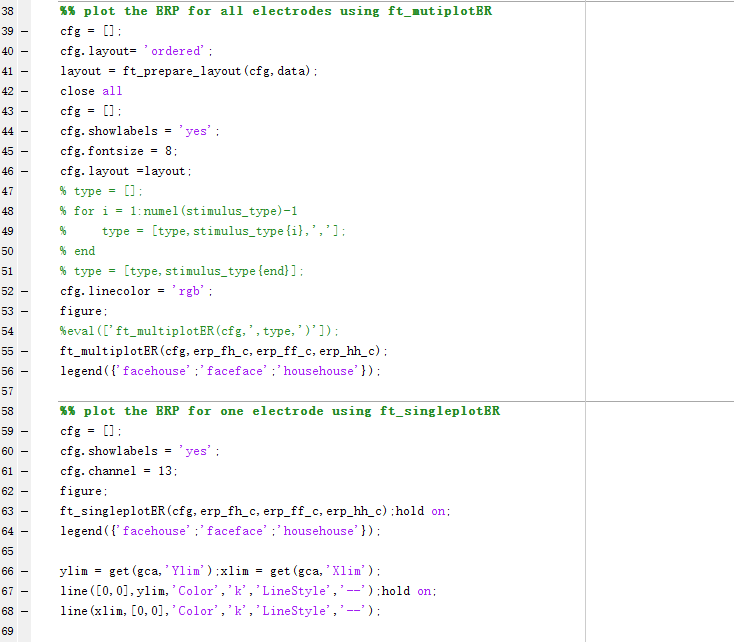 38 %% plot the BRP for all electrodes using ft_mutiplotBR
39 — cfg = [];
40 — cfg.layout= 'ordered';
41 — layout = ft_prepare_layout(cfg,data);
42 — close all
43 — cfg = [];
44 — cfg.showlabels = 'yes';
45 — cfg.fontsize = 8;
46 — cfg.layout =layout;
47 % type = [];
48 % for i = 1:numel(stimulus_type)-1
49 %     type = [type,stimulus_type{i},','];
50 % end
51 % type = [type,stimulus_type{end}];
52 — cfg.linecolor = 'rgb';
53 — figure;
54 %eval(['ft_multiplotER(cfg,',type,')']);
55 — ft_multiplotER(cfg,erp_fh_c,erp_ff_c,erp_hh_c);
56 — legend({'facehouse';'faceface';'househouse'});
57
58 %% plot the BRP for one electrode using ft_singleplotBR
59 — cfg = [];
60 — cfg.showlabels = 'yes';
61 — cfg.channel = 13;
62 — figure;
63 — ft_singleplotER(cfg,erp_fh_c,erp_ff_c,erp_hh_c);hold on;
64 — legend({'facehouse';'faceface';'househouse'});
65
66 — ylim = get(gca,'Ylim');xlim = get(gca,'Xlim');
67 — line([0,0],ylim,'Color','k','LineStyle','--');hold on;
68 — line(xlim,[0,0],'Color','k','LineStyle','--');
69